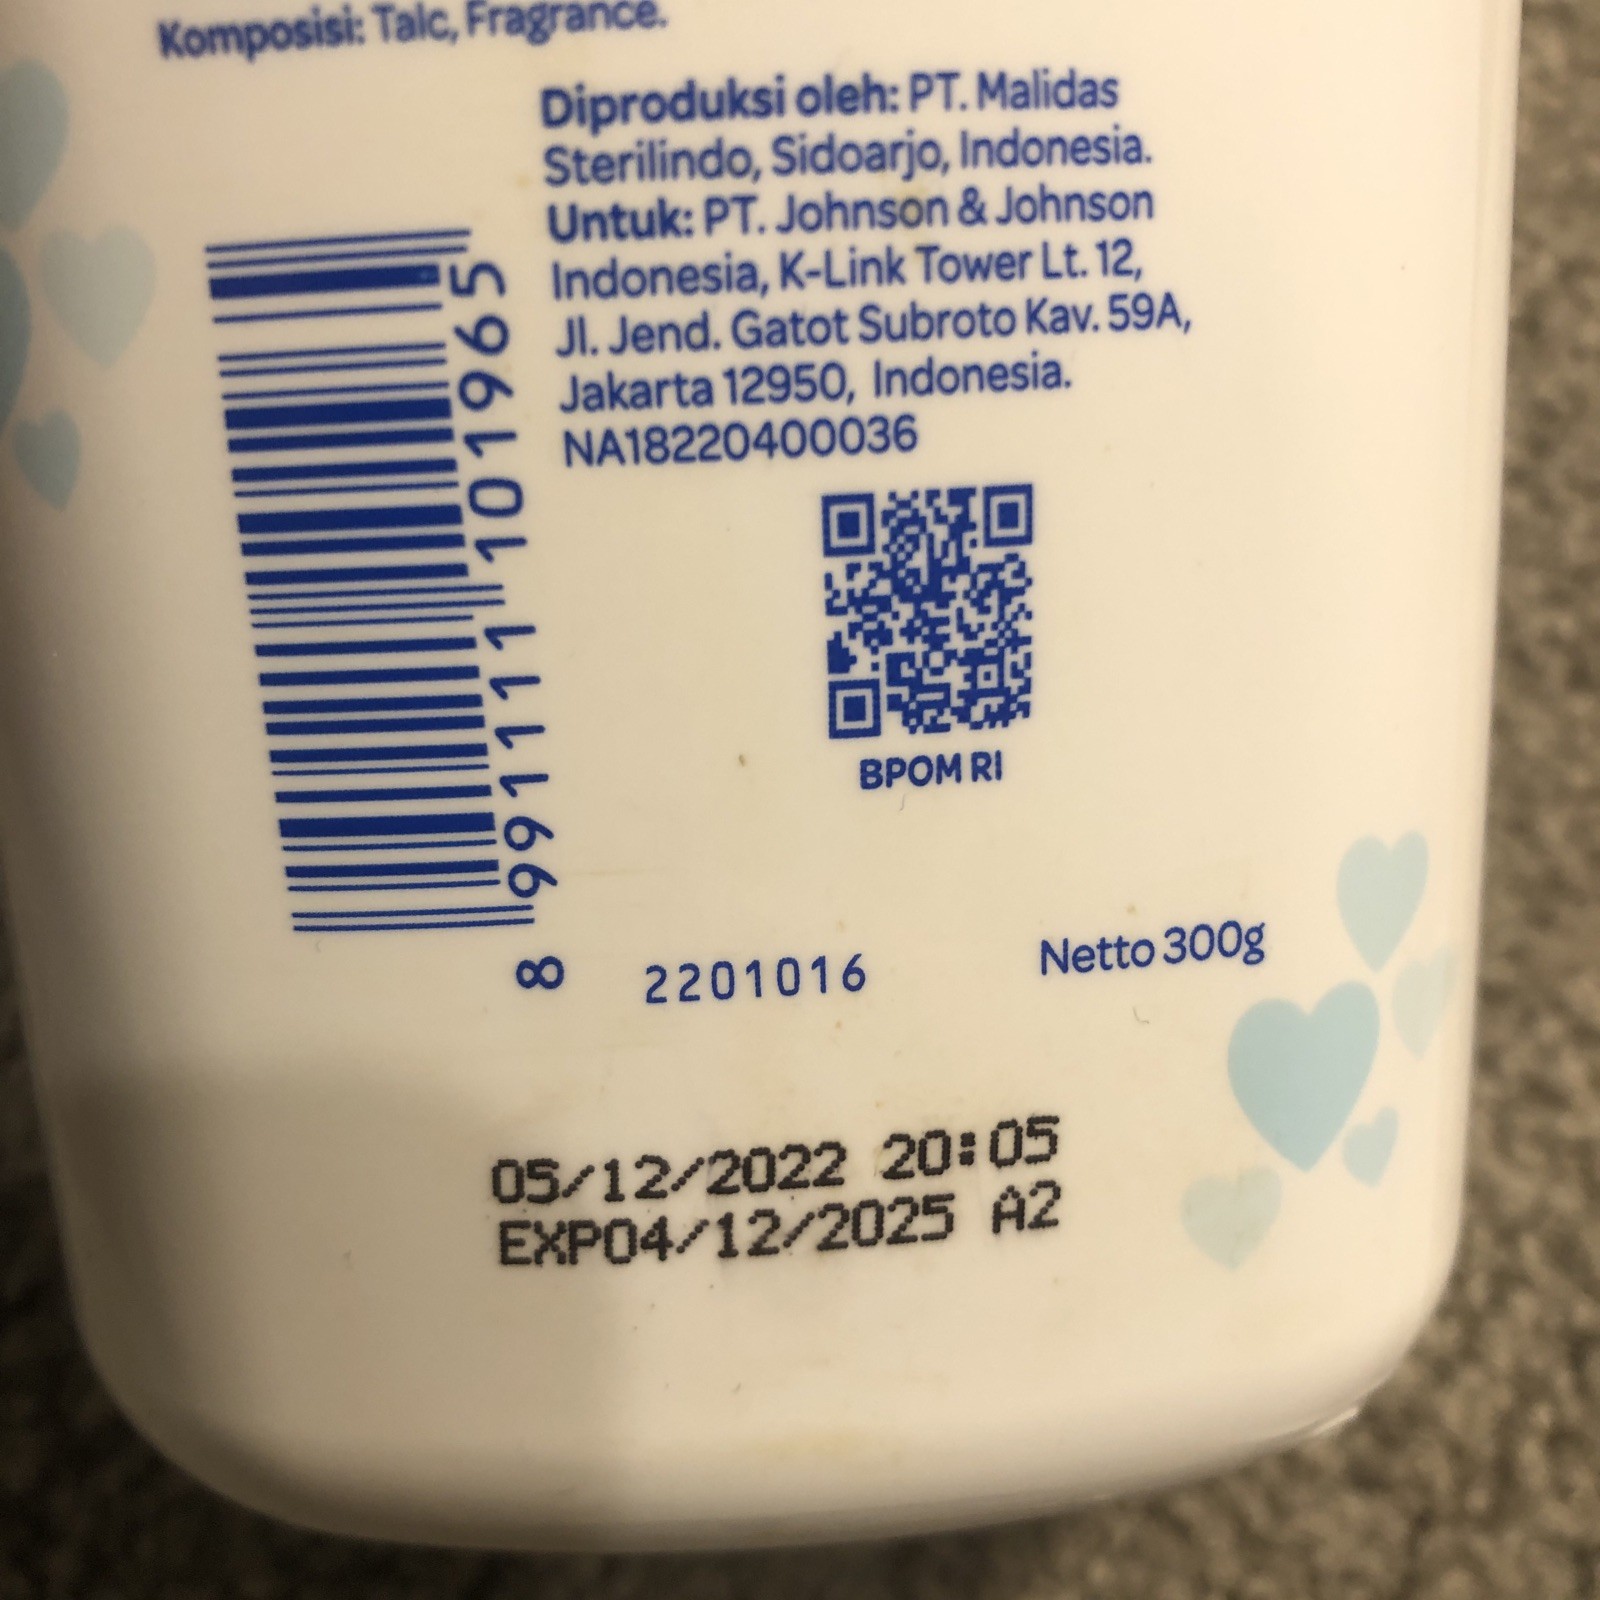 Komposisi: Talc, Fragrance.
Diproduksi oleh: PT. Malidas
Sterilindo, Sidoarjo, Indonesia.
Untuk: PT. Johnson & Johnson
Indonesia, K-Link Tower Lt. 12,
Jl. Jend. Gatot Subroto Kav. 59A,
Jakarta 12950, Indonesia.
NA18220400036
8 991111 101965
BPOM RI
2201016
Netto 300g
05/12/2022 20:05
EXP04/12/2025 A2